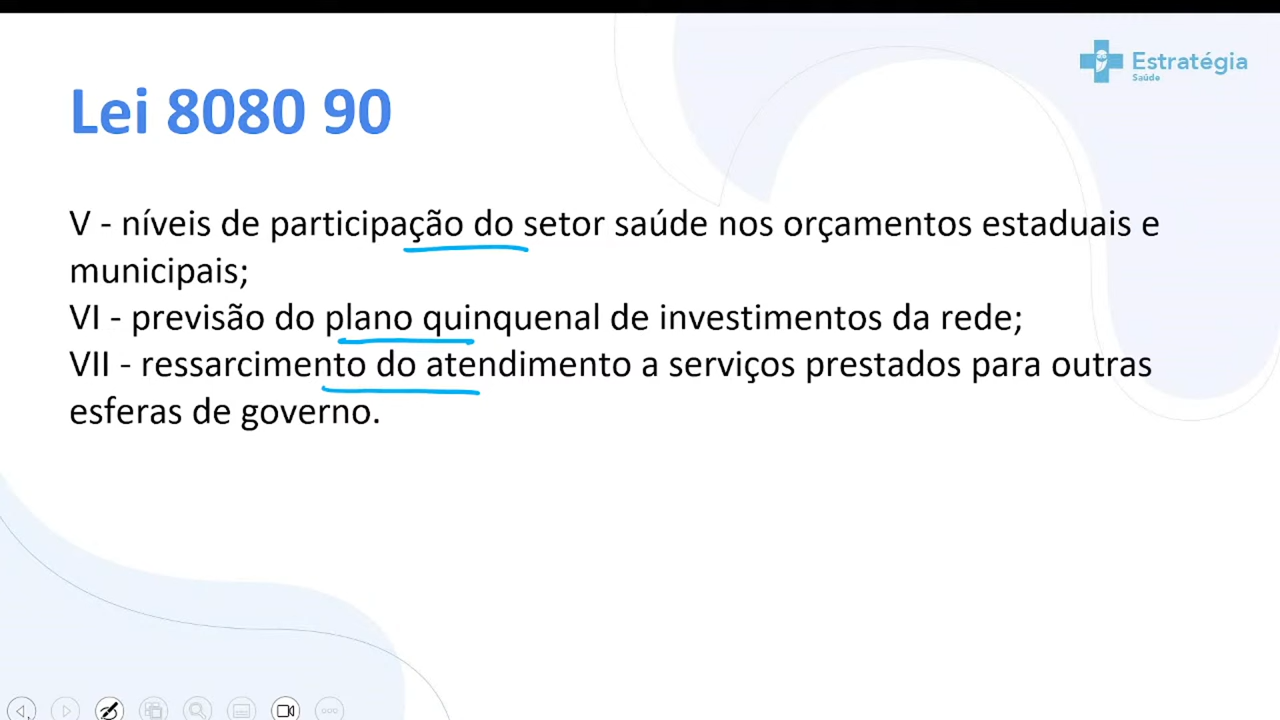 Estratégia
Saúde
Lei 8080 90
V - níveis de participação do setor saúde nos orçamentos estaduais e
municipais;
VI - previsão do plano quinquenal de investimentos da rede;
VII - ressarcimento do atendimento a serviços prestados para outras
esferas de governo.